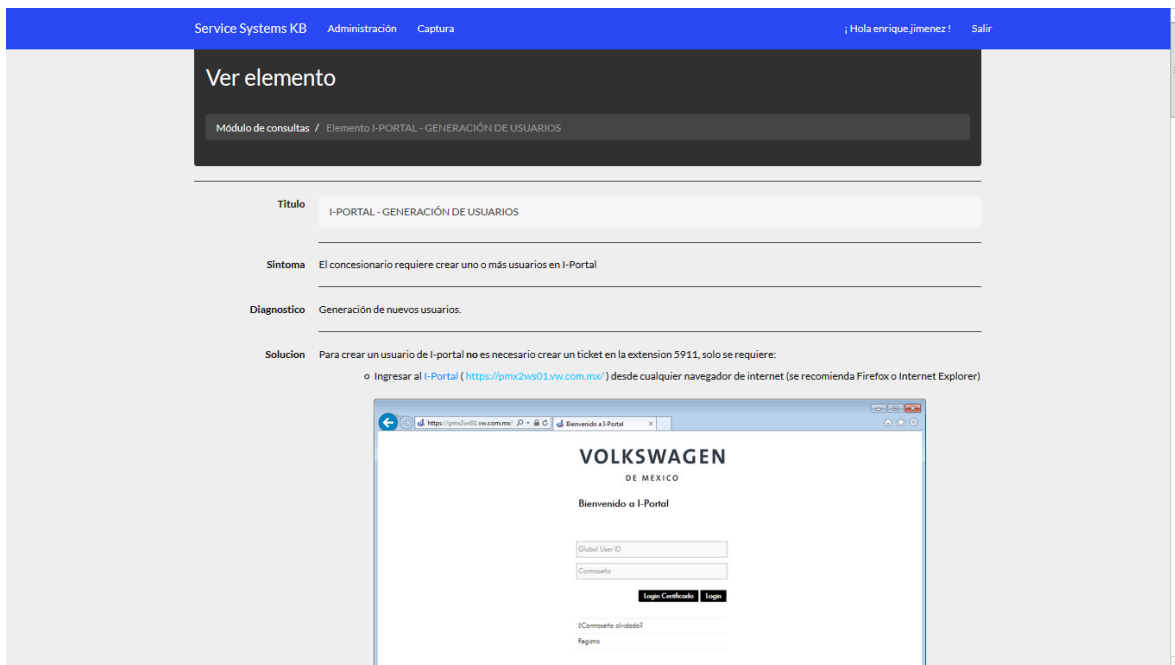 Service Systems KB Administración Captura ¡ Hola enrique.jimenez ! Salir
Ver elemento
Módulo de consultas / Elemento I-PORTAL - GENERACIÓN DE USUARIOS
Titulo I-PORTAL - GENERACIÓN DE USUARIOS
Sintoma El concesionario requiere crear uno o más usuarios en I-Portal
Diagnostico Generación de nuevos usuarios.
Solucion Para crear un usuario de I-portal no es necesario crear un ticket en la extension 5911, solo se requiere:
Ingresar al I-Portal ( https://pmx2ws01.vw.com.mx/ ) desde cualquier navegador de internet (se recomienda Firefox o Internet Explorer)
https://pmx2ws01.vw.com.mx/ Bienvenido a I-Portal
VOLKSWAGEN
DE MEXICO
Bienvenido a I-Portal
Global User ID
Contraseña
Login Certificado Login
¿Contraseña olvidada?
Registro